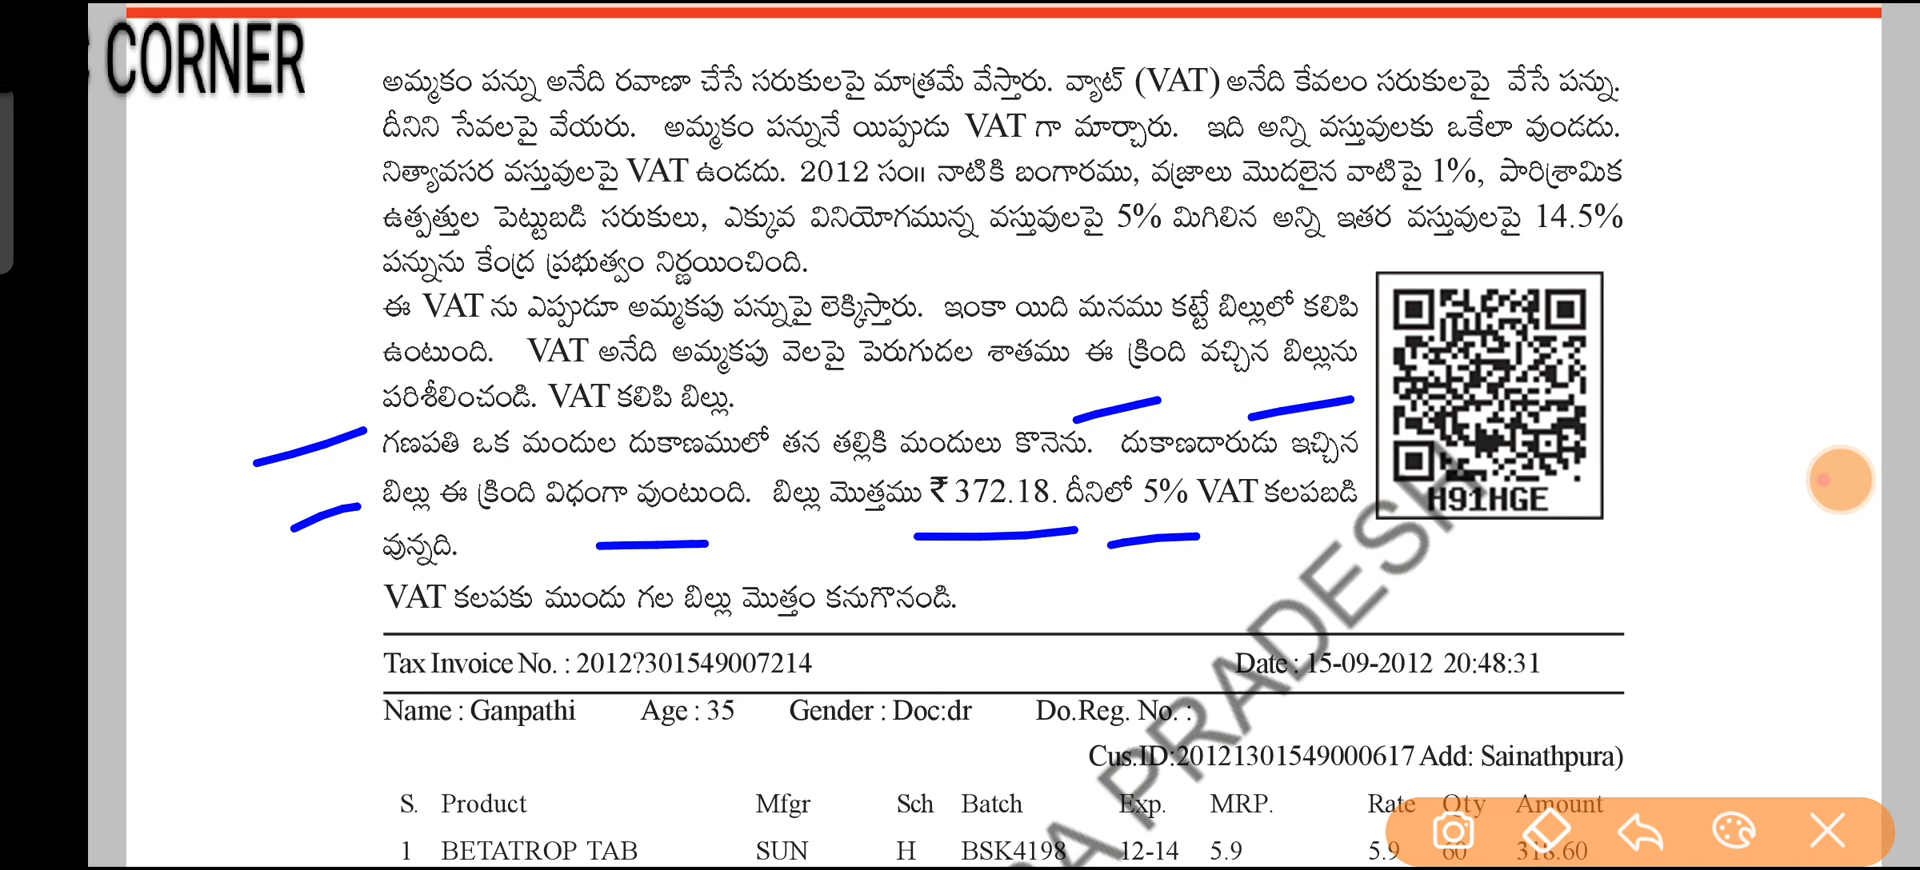 CORNER
అమ్మకం పన్ను అనేది రవాణా చేసే సరుకులపై మాత్రమే వేస్తారు. వ్యాట్ (VAT) అనేది కేవలం సరుకులపై వేసే పన్ను.
దీనిని సేవలపై వేయరు. అమ్మకం పన్నునే యిప్పుడు VAT గా మార్చారు. ఇది అన్ని వస్తువులకు ఒకేలా వుండదు.
నిత్యావసర వస్తువులపై VAT ఉండదు. 2012 సం॥ నాటికి బంగారము, వజ్రాలు మొదలైన వాటిపై 1%, పారిశ్రామిక
ఉత్పత్తుల పెట్టుబడి సరుకులు, ఎక్కువ వినియోగమున్న వస్తువులపై 5% మిగిలిన అన్ని ఇతర వస్తువులపై 14.5%
పన్నును కేంద్ర ప్రభుత్వం నిర్ణయించింది.
ఈ VAT ను ఎప్పుడూ అమ్మకపు పన్నుపై లెక్కిస్తారు. ఇంకా యిది మనము కట్టే బిల్లులో కలిపి
ఉంటుంది. VAT అనేది అమ్మకపు వెలపై పెరుగుదల శాతము ఈ క్రింది వచ్చిన బిల్లును
పరిశీలించండి. VAT కలిపి బిల్లు.
గణపతి ఒక మందుల దుకాణములో తన తల్లికి మందులు కొనెను. దుకాణదారుడు ఇచ్చిన
బిల్లు ఈ క్రింది విధంగా వుంటుంది. బిల్లు మొత్తము ₹ 372.18. దీనిలో 5% VAT కలపబడి
వున్నది.
H91HGE
VAT కలపకు ముందు గల బిల్లు మొత్తం కనుగొనండి.
Tax Invoice No. : 2012?301549007214 Date : 15-09-2012 20:48:31
Name : Ganpathi Age : 35 Gender : Doc:dr Do.Reg. No. :
Cus.ID:20121301549000617 Add: Sainathpura)
S. Product Mfgr Sch Batch Exp. MRP. Rate Qty Amount
1 BETATROP TAB SUN H BSK4198 12-14 5.9 5.9 60 318.60
PRADESH